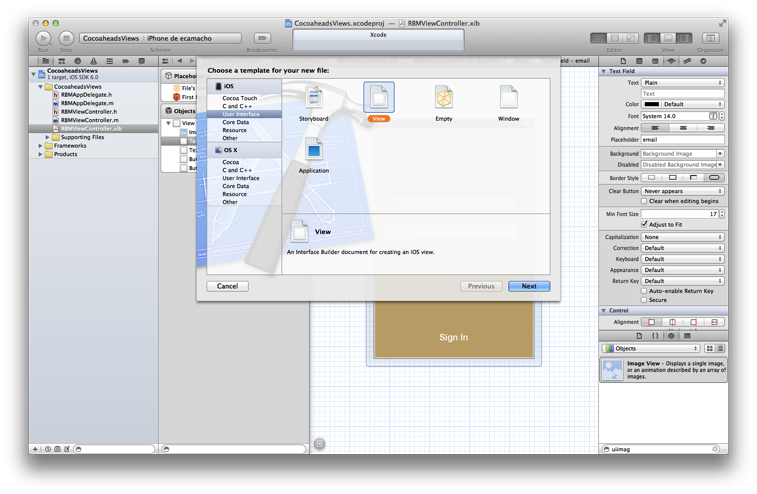 CocoaheadsViews.xcodeproj — RBMViewController.xib
Run
Stop
CocoaheadsViews
iPhone de ecamacho
Scheme
Breakpoints
Xcode
Editor
View
Organizer
CocoaheadsViews
1 target, iOS SDK 6.0
CocoaheadsViews
RBMAppDelegate.h
RBMAppDelegate.m
RBMViewController.h
RBMViewController.m
RBMViewController.xib
Supporting Files
Frameworks
Products
Placeho
File's
First
Objects
View
Ima
Te
Te
But
But
ield – email
Choose a template for your new file:
iOS
Cocoa Touch
C and C++
User Interface
Core Data
Resource
Other
OS X
Cocoa
C and C++
User Interface
Core Data
Resource
Other
Storyboard
View
Empty
Window
Application
View
An Interface Builder document for creating an iOS view.
Cancel
Previous
Next
Sign In
Text Field
Text Plain
Text
Color Default
Font System 14.0
Alignment
Placeholder email
Background Background Image
Disabled Disabled Background Image
Border Style
Clear Button Never appears
Clear when editing begins
Min Font Size 17
Adjust to Fit
Capitalization None
Correction Default
Keyboard Default
Appearance Default
Return Key Default
Auto-enable Return Key
Secure
Control
Alignment
Objects
Image View – Displays a single image,
or an animation described by an array of
images.
uiimag